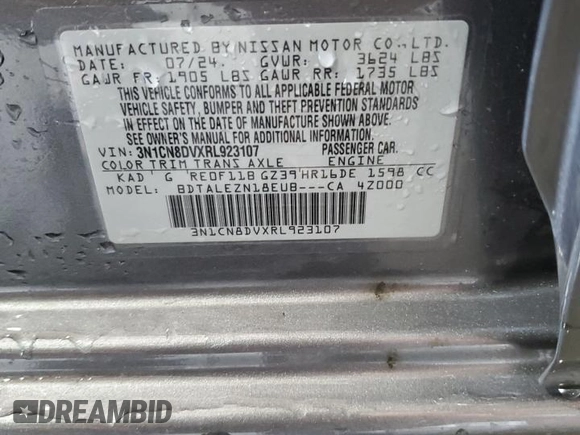 MANUFACTURED BY NISSAN MOTOR CO., LTD.
DATE: 07/24. GVWR: 3624 LBS
GAWR FR: 1905 LBS GAWR RR: 1735 LBS
THIS VEHICLE CONFORMS TO ALL APPLICABLE FEDERAL MOTOR
VEHICLE SAFETY, BUMPER AND THEFT PREVENTION STANDARDS
IN EFFECT ON THE DATE OF MANUFACTURE SHOWN ABOVE.
SEE OWNER'S MANUAL FOR ADDITIONAL INFORMATION.
VIN: 3N1CN8DVXRL923107 PASSENGER CAR.
COLOR TRIM TRANS AXLE ENGINE
KAD G RE0F11B GZ39 HR16DE 1598 CC
MODEL: BDTALEZN18EUB---CA 4Z000
3N1CN8DVXRL923107
DREAMBID